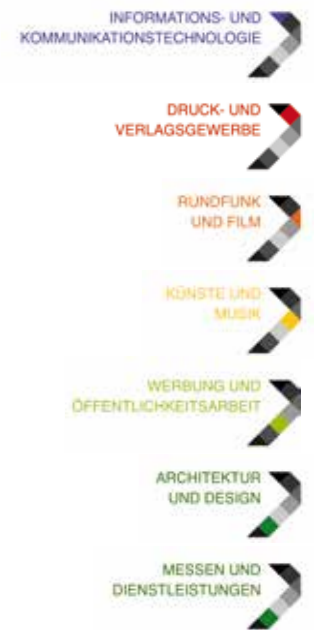 INFORMATIONS- UND
KOMMUNIKATIONSTECHNOLOGIE
DRUCK- UND
VERLAGSGEWERBE
RUNDFUNK
UND FILM
KÜNSTE UND
MUSIK
WERBUNG UND
ÖFFENTLICHKEITSARBEIT
ARCHITEKTUR
UND DESIGN
MESSEN UND
DIENSTLEISTUNGEN